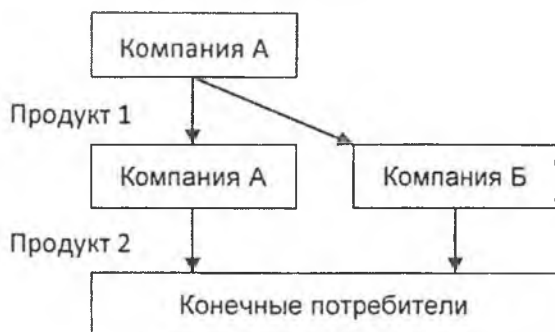 Компания А
Продукт 1
Компания А
Компания Б
Продукт 2
Конечные потребители